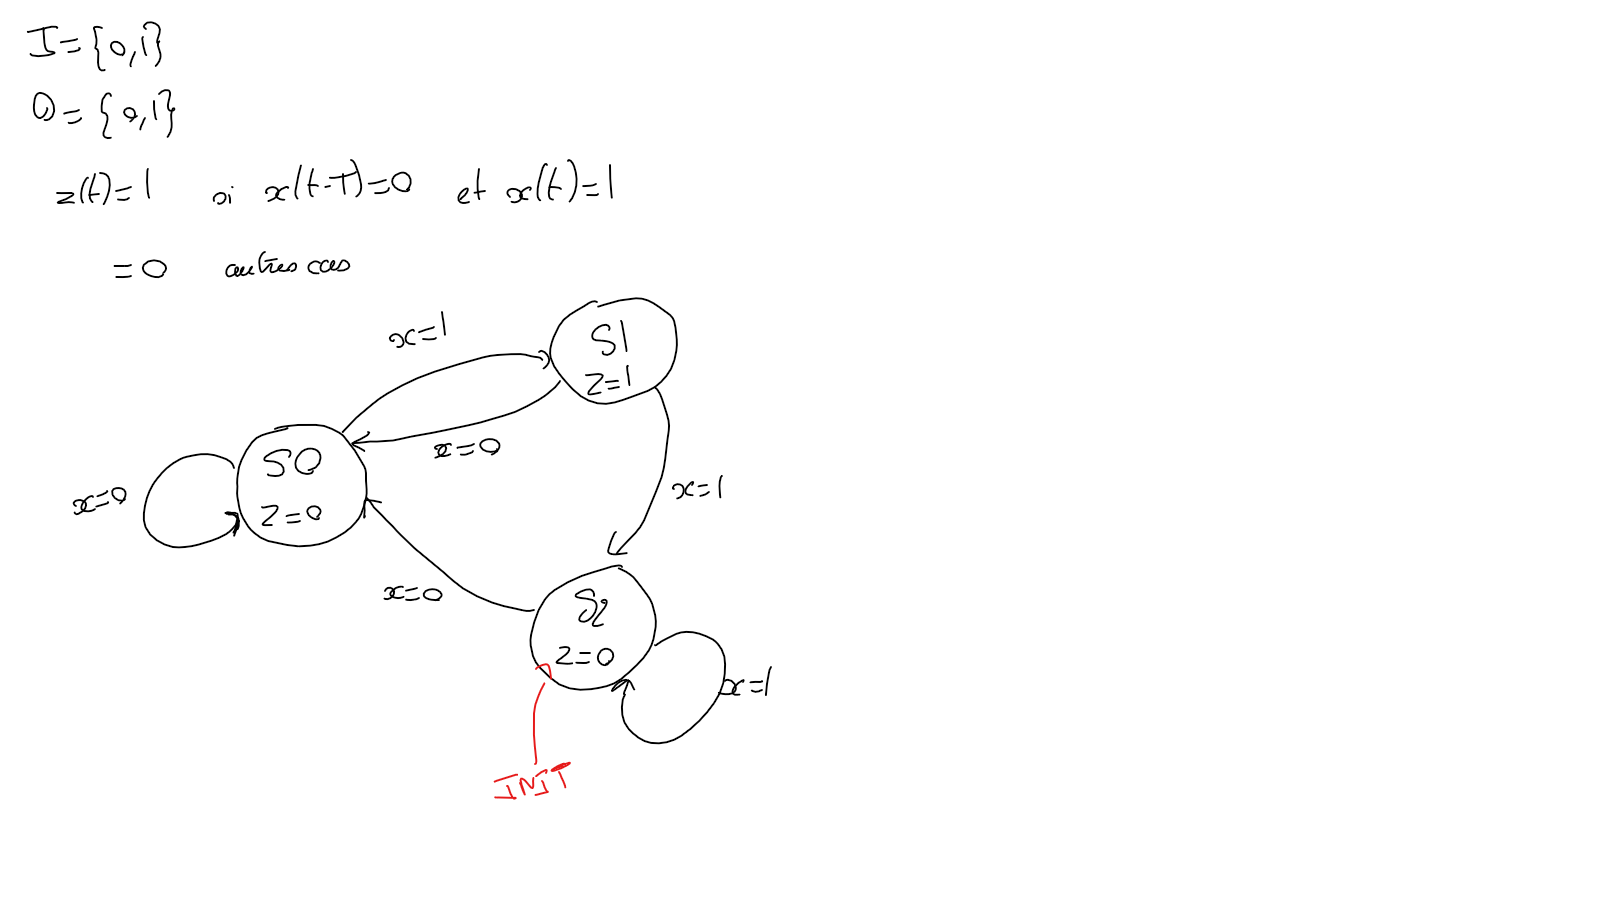 I={0,1}
O={0,1}
z(t)=1 si x(t-T)=0 et x(t)=1
=0 autres cas
x=1
S1
Z=1
x=0
S0
Z=0
x=0
x=1
x=0
S2
Z=0
x=1
INIT